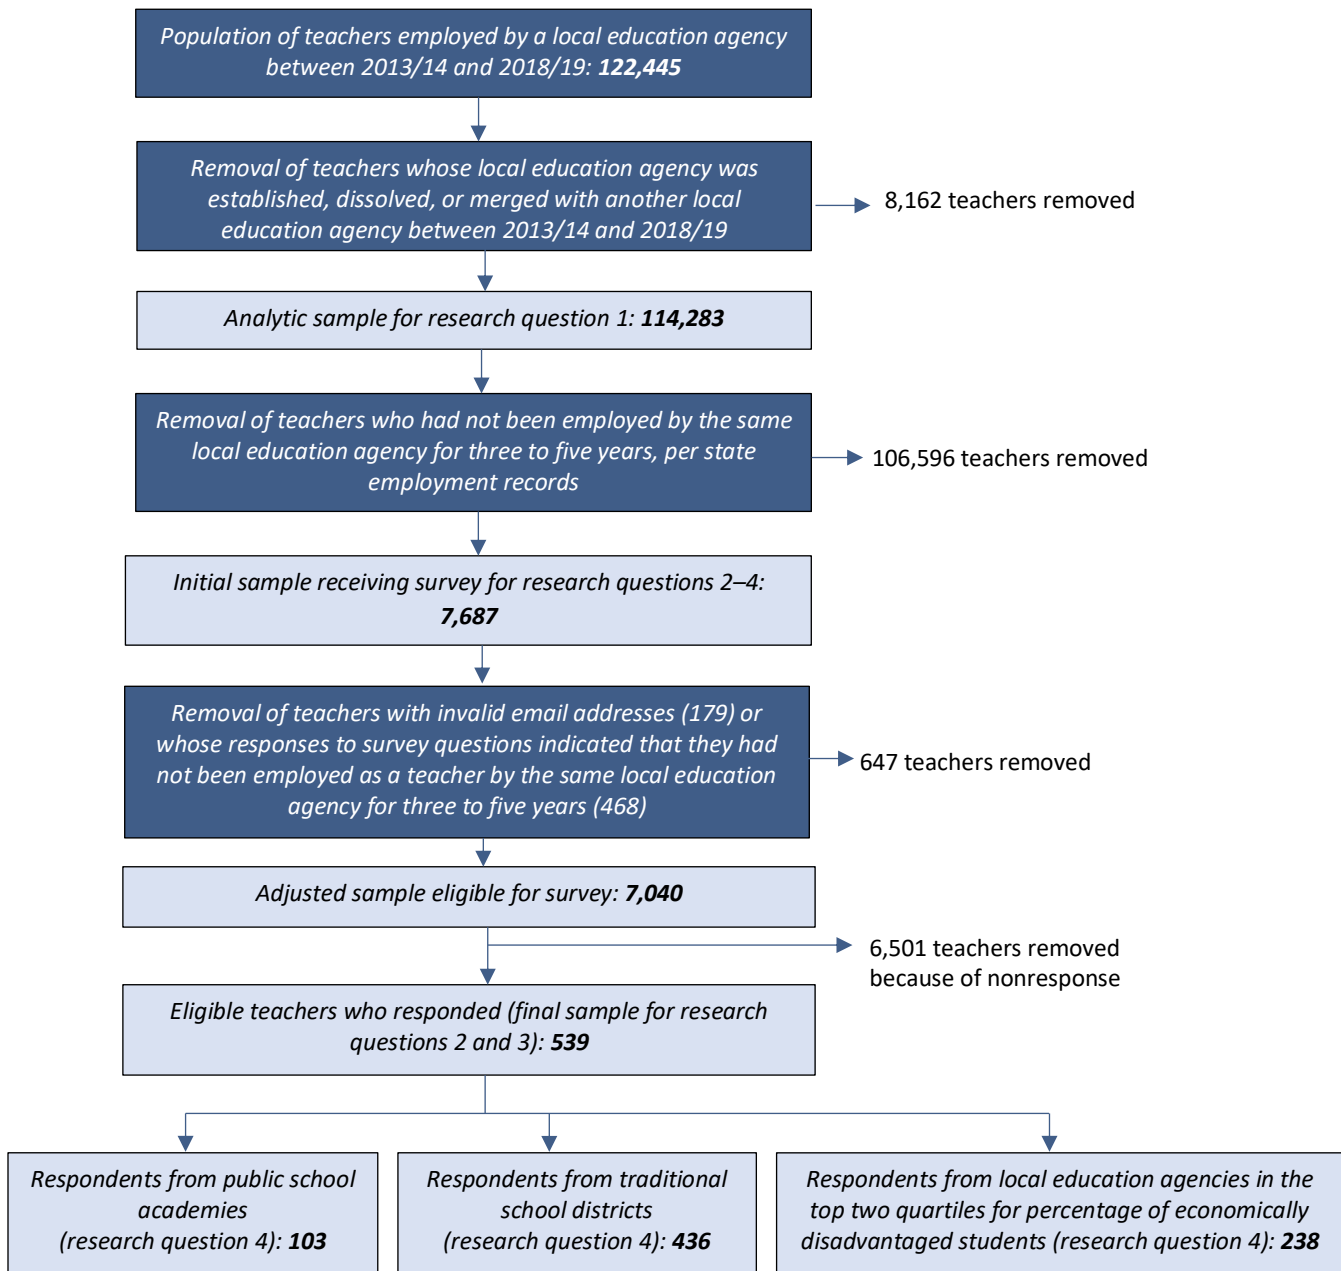 Population of teachers employed by a local education agency
between 2013/14 and 2018/19: 122,445
Removal of teachers whose local education agency was
established, dissolved, or merged with another local
education agency between 2013/14 and 2018/19
8,162 teachers removed
Analytic sample for research question 1: 114,283
Removal of teachers who had not been employed by the same
local education agency for three to five years, per state
employment records
106,596 teachers removed
Initial sample receiving survey for research questions 2–4:
7,687
Removal of teachers with invalid email addresses (179) or
whose responses to survey questions indicated that they had
not been employed as a teacher by the same local education
agency for three to five years (468)
647 teachers removed
Adjusted sample eligible for survey: 7,040
6,501 teachers removed
because of nonresponse
Eligible teachers who responded (final sample for research
questions 2 and 3): 539
Respondents from public school
academies
(research question 4): 103
Respondents from traditional
school districts
(research question 4): 436
Respondents from local education agencies in the
top two quartiles for percentage of economically
disadvantaged students (research question 4): 238